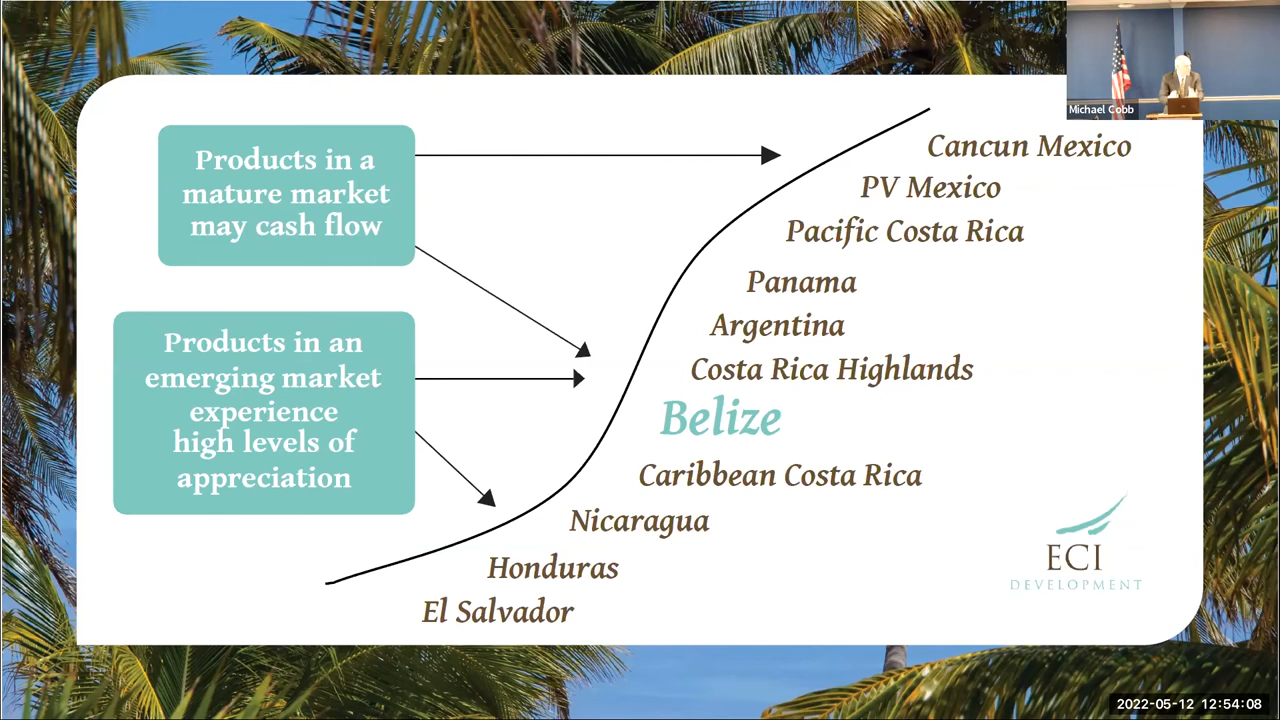 Michael Cobb
Products in a
mature market
may cash flow
Products in an
emerging market
experience
high levels of
appreciation
Cancun Mexico
PV Mexico
Pacific Costa Rica
Panama
Argentina
Costa Rica Highlands
Belize
Caribbean Costa Rica
Nicaragua
Honduras
El Salvador
ECI
DEVELOPMENT
2022-05-12 12:54:08